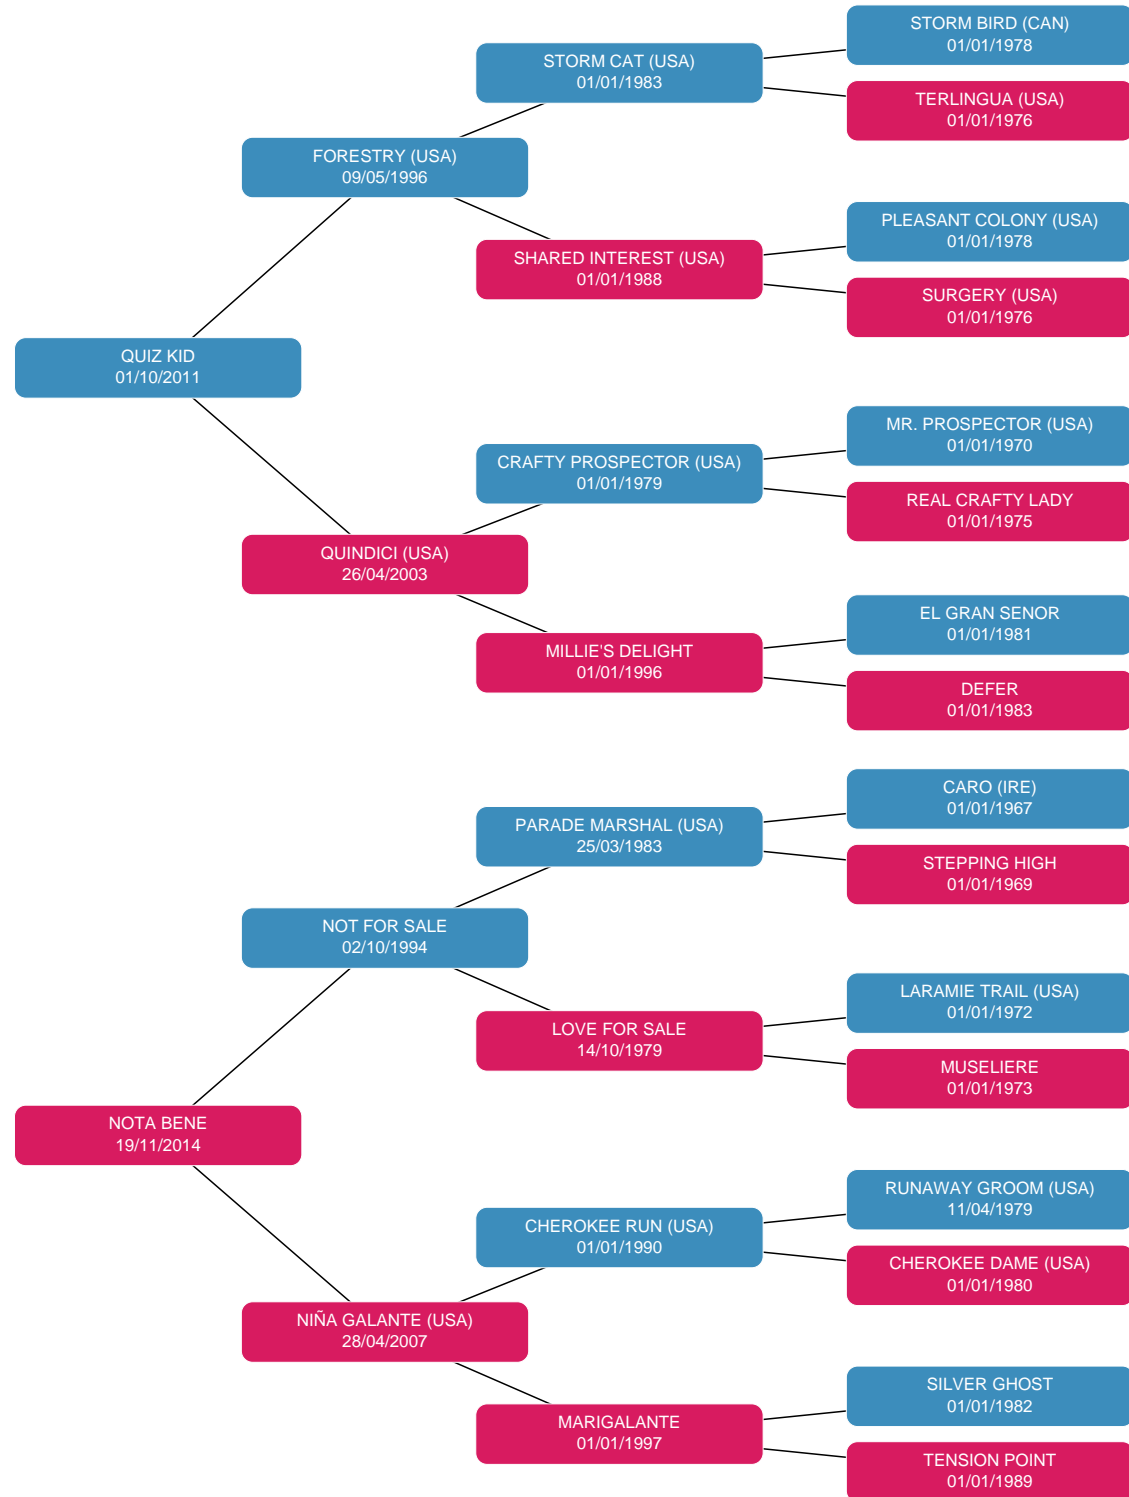 STORM BIRD (CAN)
01/01/1978
STORM CAT (USA)
01/01/1983
TERLINGUA (USA)
01/01/1976
FORESTRY (USA)
09/05/1996
PLEASANT COLONY (USA)
01/01/1978
SHARED INTEREST (USA)
01/01/1988
SURGERY (USA)
01/01/1976
QUIZ KID
01/10/2011
MR. PROSPECTOR (USA)
01/01/1970
CRAFTY PROSPECTOR (USA)
01/01/1979
REAL CRAFTY LADY
01/01/1975
QUINDICI (USA)
26/04/2003
EL GRAN SENOR
01/01/1981
MILLIE'S DELIGHT
01/01/1996
DEFER
01/01/1983
CARO (IRE)
01/01/1967
PARADE MARSHAL (USA)
25/03/1983
STEPPING HIGH
01/01/1969
NOT FOR SALE
02/10/1994
LARAMIE TRAIL (USA)
01/01/1972
LOVE FOR SALE
14/10/1979
MUSELIERE
01/01/1973
NOTA BENE
19/11/2014
RUNAWAY GROOM (USA)
11/04/1979
CHEROKEE RUN (USA)
01/01/1990
CHEROKEE DAME (USA)
01/01/1980
NIÑA GALANTE (USA)
28/04/2007
SILVER GHOST
01/01/1982
MARIGALANTE
01/01/1997
TENSION POINT
01/01/1989